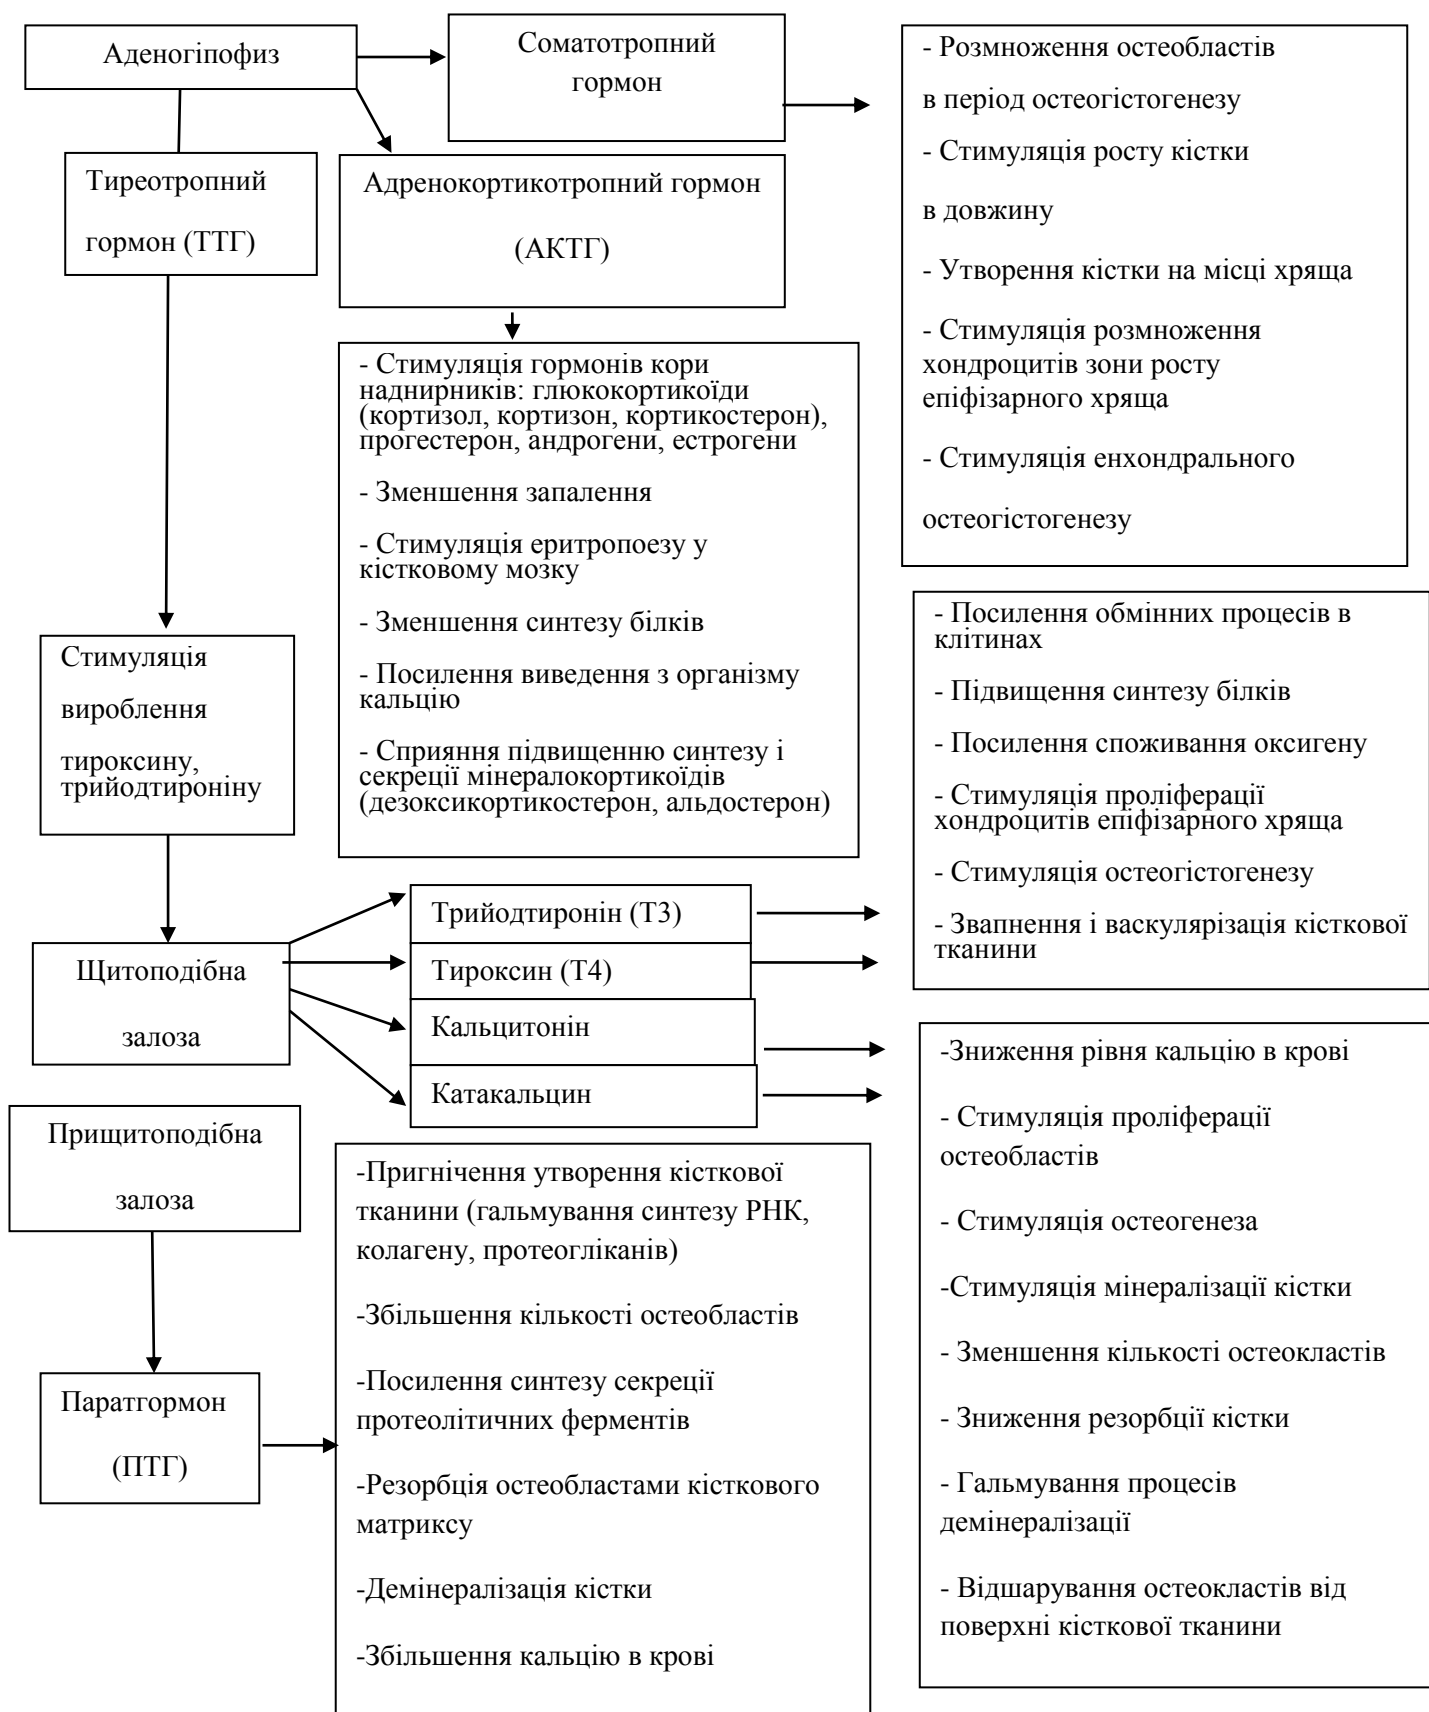 Аденогіпофиз
Соматотропний
гормон
- Розмноження остеобластів
в період остеогістогенезу
- Стимуляція росту кістки
в довжину
- Утворення кістки на місці хряща
- Стимуляція розмноження
хондроцитів зони росту
епіфізарного хряща
- Стимуляція енхондрального
остеогістогенезу
Тиреотропний
гормон (ТТГ)
Адренокортикотропний гормон
(АКТГ)
- Стимуляція гормонів кори
наднирників: глюкокортикоїди
(кортизол, кортизон, кортикостерон),
прогестерон, андрогени, естрогени
- Зменшення запалення
- Стимуляція еритропоезу у
кістковому мозку
- Зменшення синтезу білків
- Посилення виведення з організму
кальцію
- Сприяння підвищенню синтезу і
секреції мінералокортикоїдів
(дезоксикортикостерон, альдостерон)
Стимуляція
вироблення
тироксину,
трийодтироніну
- Посилення обмінних процесів в
клітинах
- Підвищення синтезу білків
- Посилення споживання оксигену
- Стимуляція проліферації
хондроцитів епіфізарного хряща
- Стимуляція остеогістогенезу
- Звапнення і васкулярізація кісткової
тканини
Щитоподібна
залоза
Трийодтиронін (Т3)
Тироксин (Т4)
Кальцитонін
Катакальцин
-Зниження рівня кальцію в крові
- Стимуляція проліферації
остеобластів
- Стимуляція остеогенеза
-Стимуляція мінералізації кістки
- Зменшення кількості остеокластів
- Зниження резорбції кістки
- Гальмування процесів
демінералізації
- Відшарування остеокластів від
поверхні кісткової тканини
Прищитоподібна
залоза
Паратгормон
(ПТГ)
-Пригнічення утворення кісткової
тканини (гальмування синтезу РНК,
колагену, протеогліканів)
-Збільшення кількості остеобластів
-Посилення синтезу секреції
протеолітичних ферментів
-Резорбція остеобластами кісткового
матриксу
-Демінералізація кістки
-Збільшення кальцію в крові